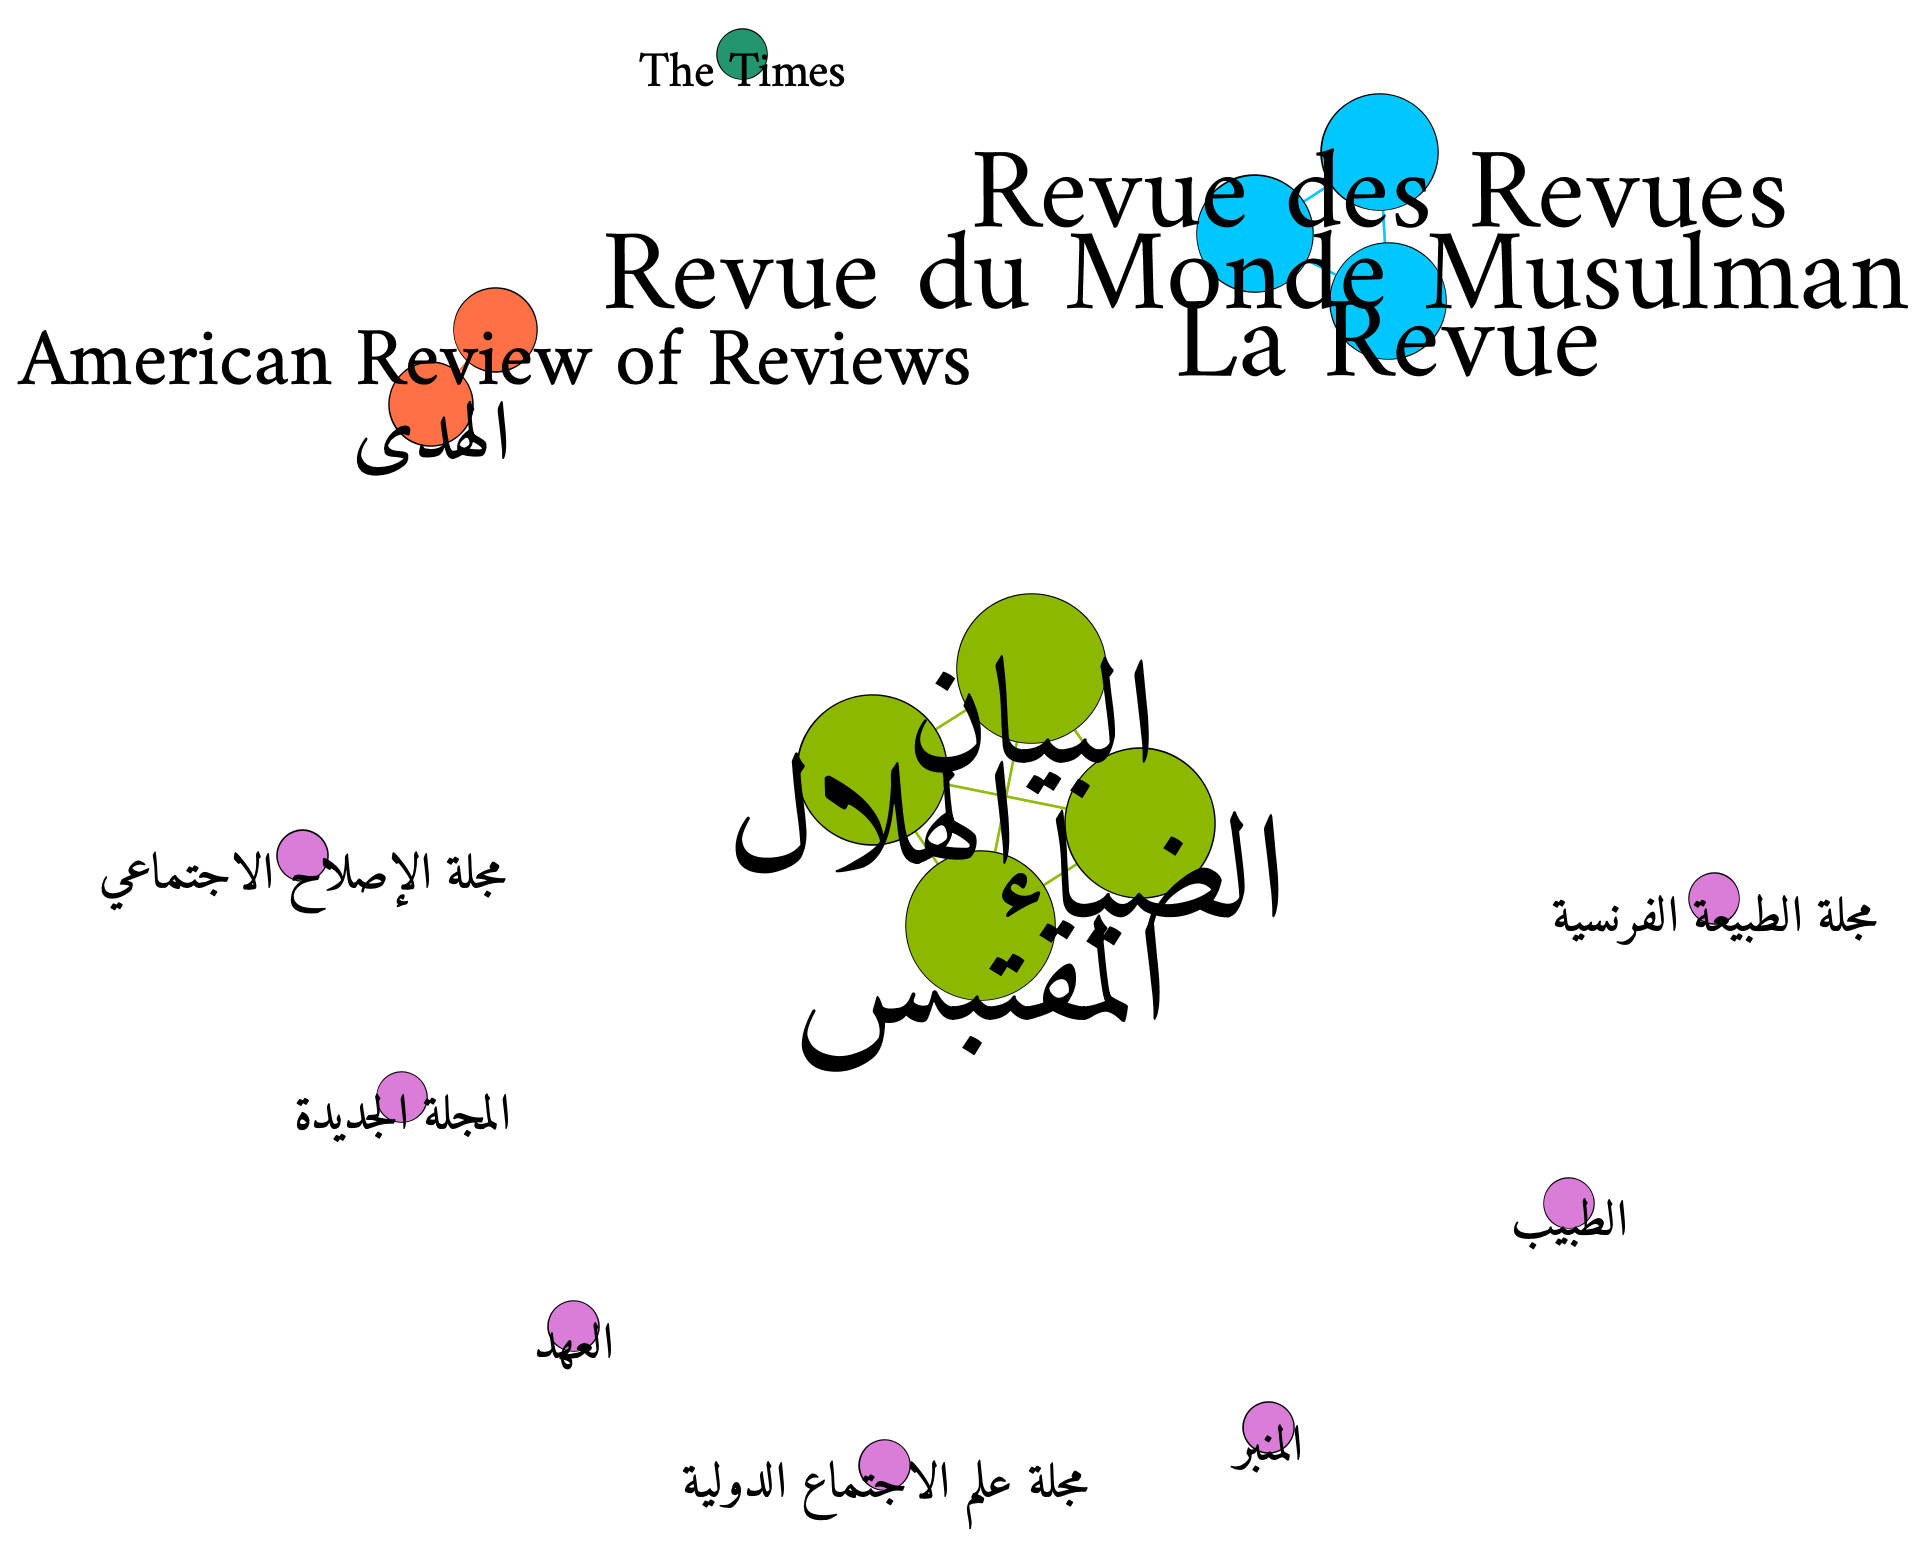 The Times
Revue des Revues
Revue du Monde Musulman
La Revue
American Review of Reviews
الهدى
البيان
الهلال
الضياء
المقتبس
مجلة الإصلاح الاجتماعي
مجلة الطبيعة الفرنسية
المجلة الجديدة
الطبيب
العهد
المنبر
مجلة علم الاجتماع الدولية